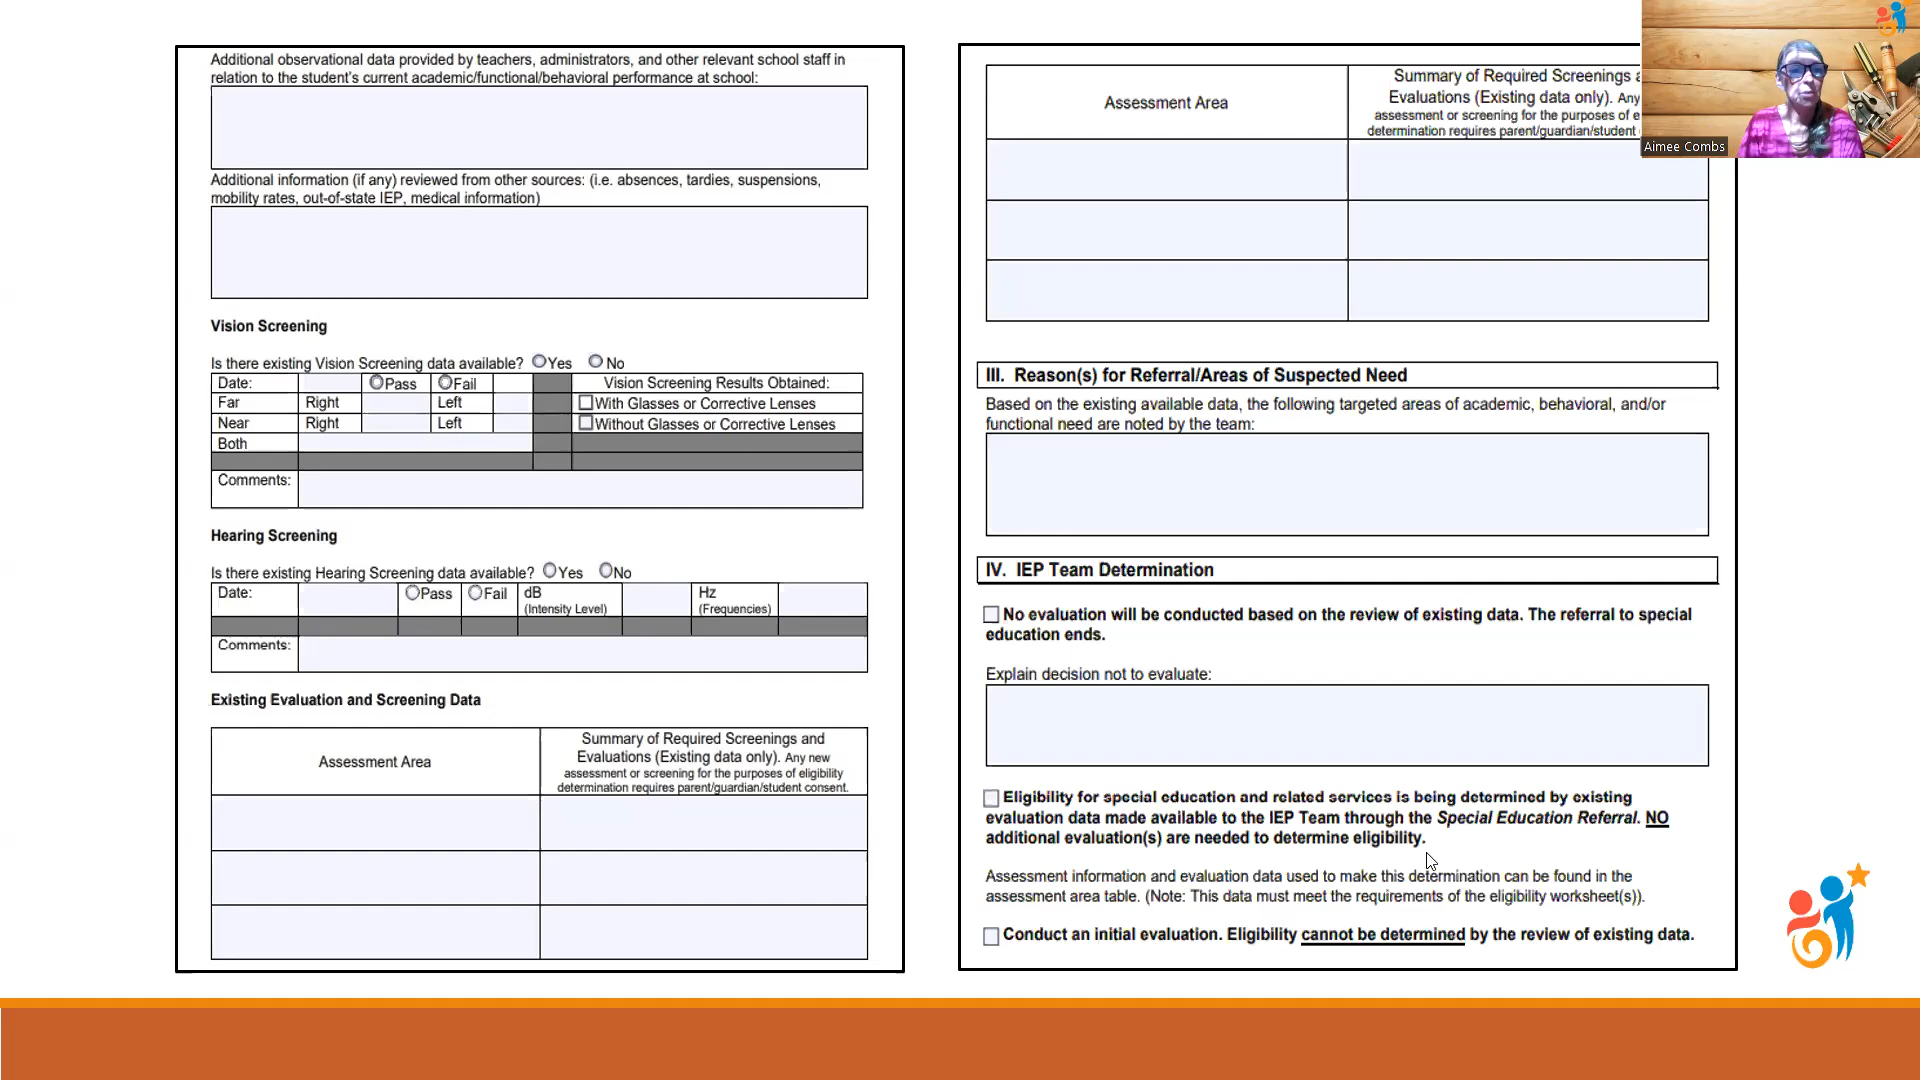 Additional observational data provided by teachers, administrators, and other relevant school staff in
relation to the student's current academic/functional/behavioral performance at school:
Additional information (if any) reviewed from other sources: (i.e. absences, tardies, suspensions,
mobility rates, out-of-state IEP, medical information)
Vision Screening
Is there existing Vision Screening data available? Yes No
Date: Pass Fail Vision Screening Results Obtained:
Far Right Left With Glasses or Corrective Lenses
Near Right Left Without Glasses or Corrective Lenses
Both
Comments:
Hearing Screening
Is there existing Hearing Screening data available? Yes No
Date: Pass Fail dB Hz
(Intensity Level) (Frequencies)
Comments:
Existing Evaluation and Screening Data
Assessment Area
Summary of Required Screenings and
Evaluations (Existing data only). Any new
assessment or screening for the purposes of eligibility
determination requires parent/guardian/student consent.
Assessment Area
Summary of Required Screenings
Evaluations (Existing data only). Any
assessment or screening for the purposes of
determination requires parent/guardian/student
III. Reason(s) for Referral/Areas of Suspected Need
Based on the existing available data, the following targeted areas of academic, behavioral, and/or
functional need are noted by the team:
IV. IEP Team Determination
No evaluation will be conducted based on the review of existing data. The referral to special
education ends.
Explain decision not to evaluate:
Eligibility for special education and related services is being determined by existing
evaluation data made available to the IEP Team through the Special Education Referral. NO
additional evaluation(s) are needed to determine eligibility.
Assessment information and evaluation data used to make this determination can be found in the
assessment area table. (Note: This data must meet the requirements of the eligibility worksheet(s)).
Conduct an initial evaluation. Eligibility cannot be determined by the review of existing data.
Aimee Combs